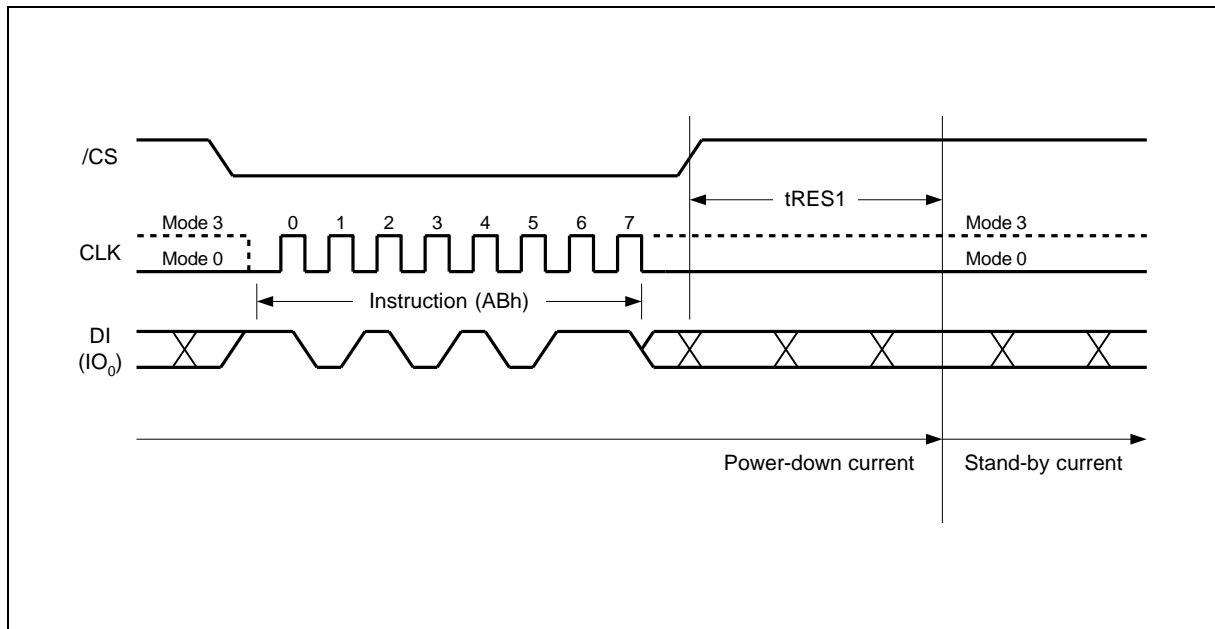 /CS
tRES1
Mode 3 0 1 2 3 4 5 6 7 Mode 3
CLK
Mode 0 Mode 0
Instruction (ABh)
DI
(IO₀)
Power-down current Stand-by current